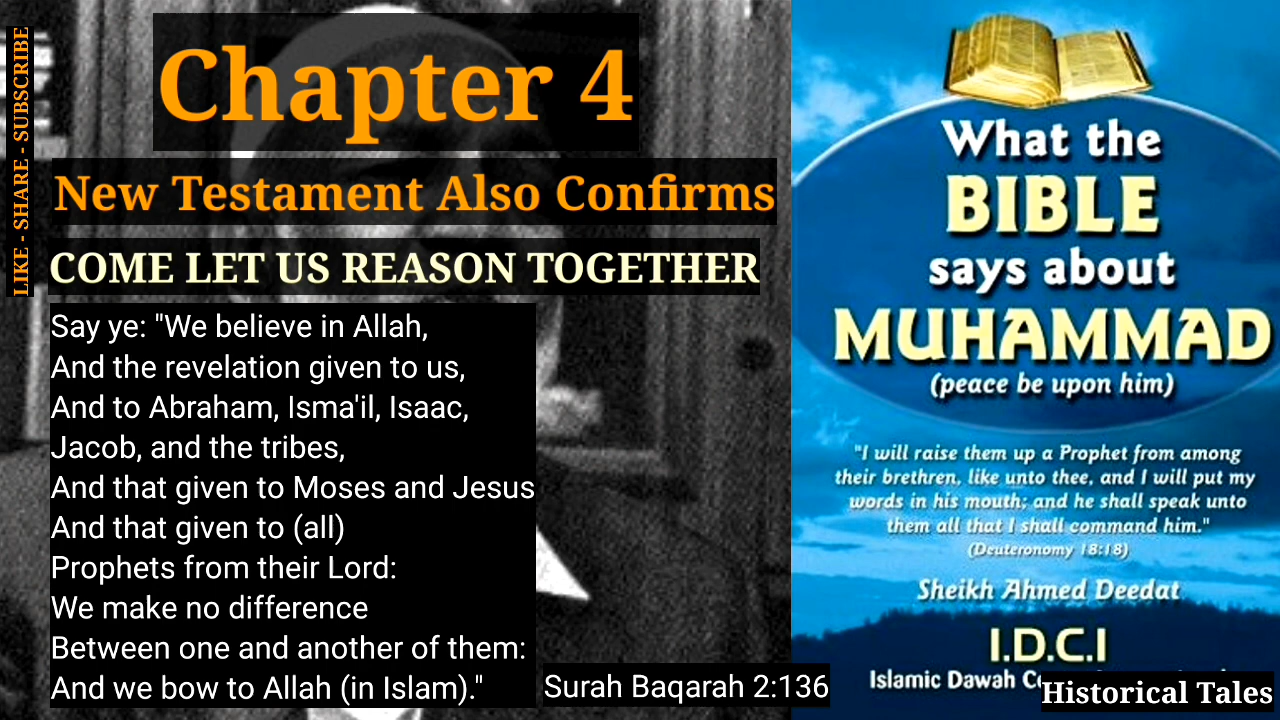 LIKE - SHARE - SUBSCRIBE
Chapter 4
New Testament Also Confirms
COME LET US REASON TOGETHER
Say ye: "We believe in Allah,
And the revelation given to us,
And to Abraham, Isma'il, Isaac,
Jacob, and the tribes,
And that given to Moses and Jesus
And that given to (all)
Prophets from their Lord:
We make no difference
Between one and another of them:
And we bow to Allah (in Islam)."
Surah Baqarah 2:136
What the
BIBLE
says about
MUHAMMAD
(peace be upon him)
"I will raise them up a Prophet from among
their brethren, like unto thee, and I will put my
words in his mouth; and he shall speak unto
them all that I shall command him."
(Deuteronomy 18:18)
Sheikh Ahmed Deedat
I.D.C.I
Islamic Dawah
Historical Tales